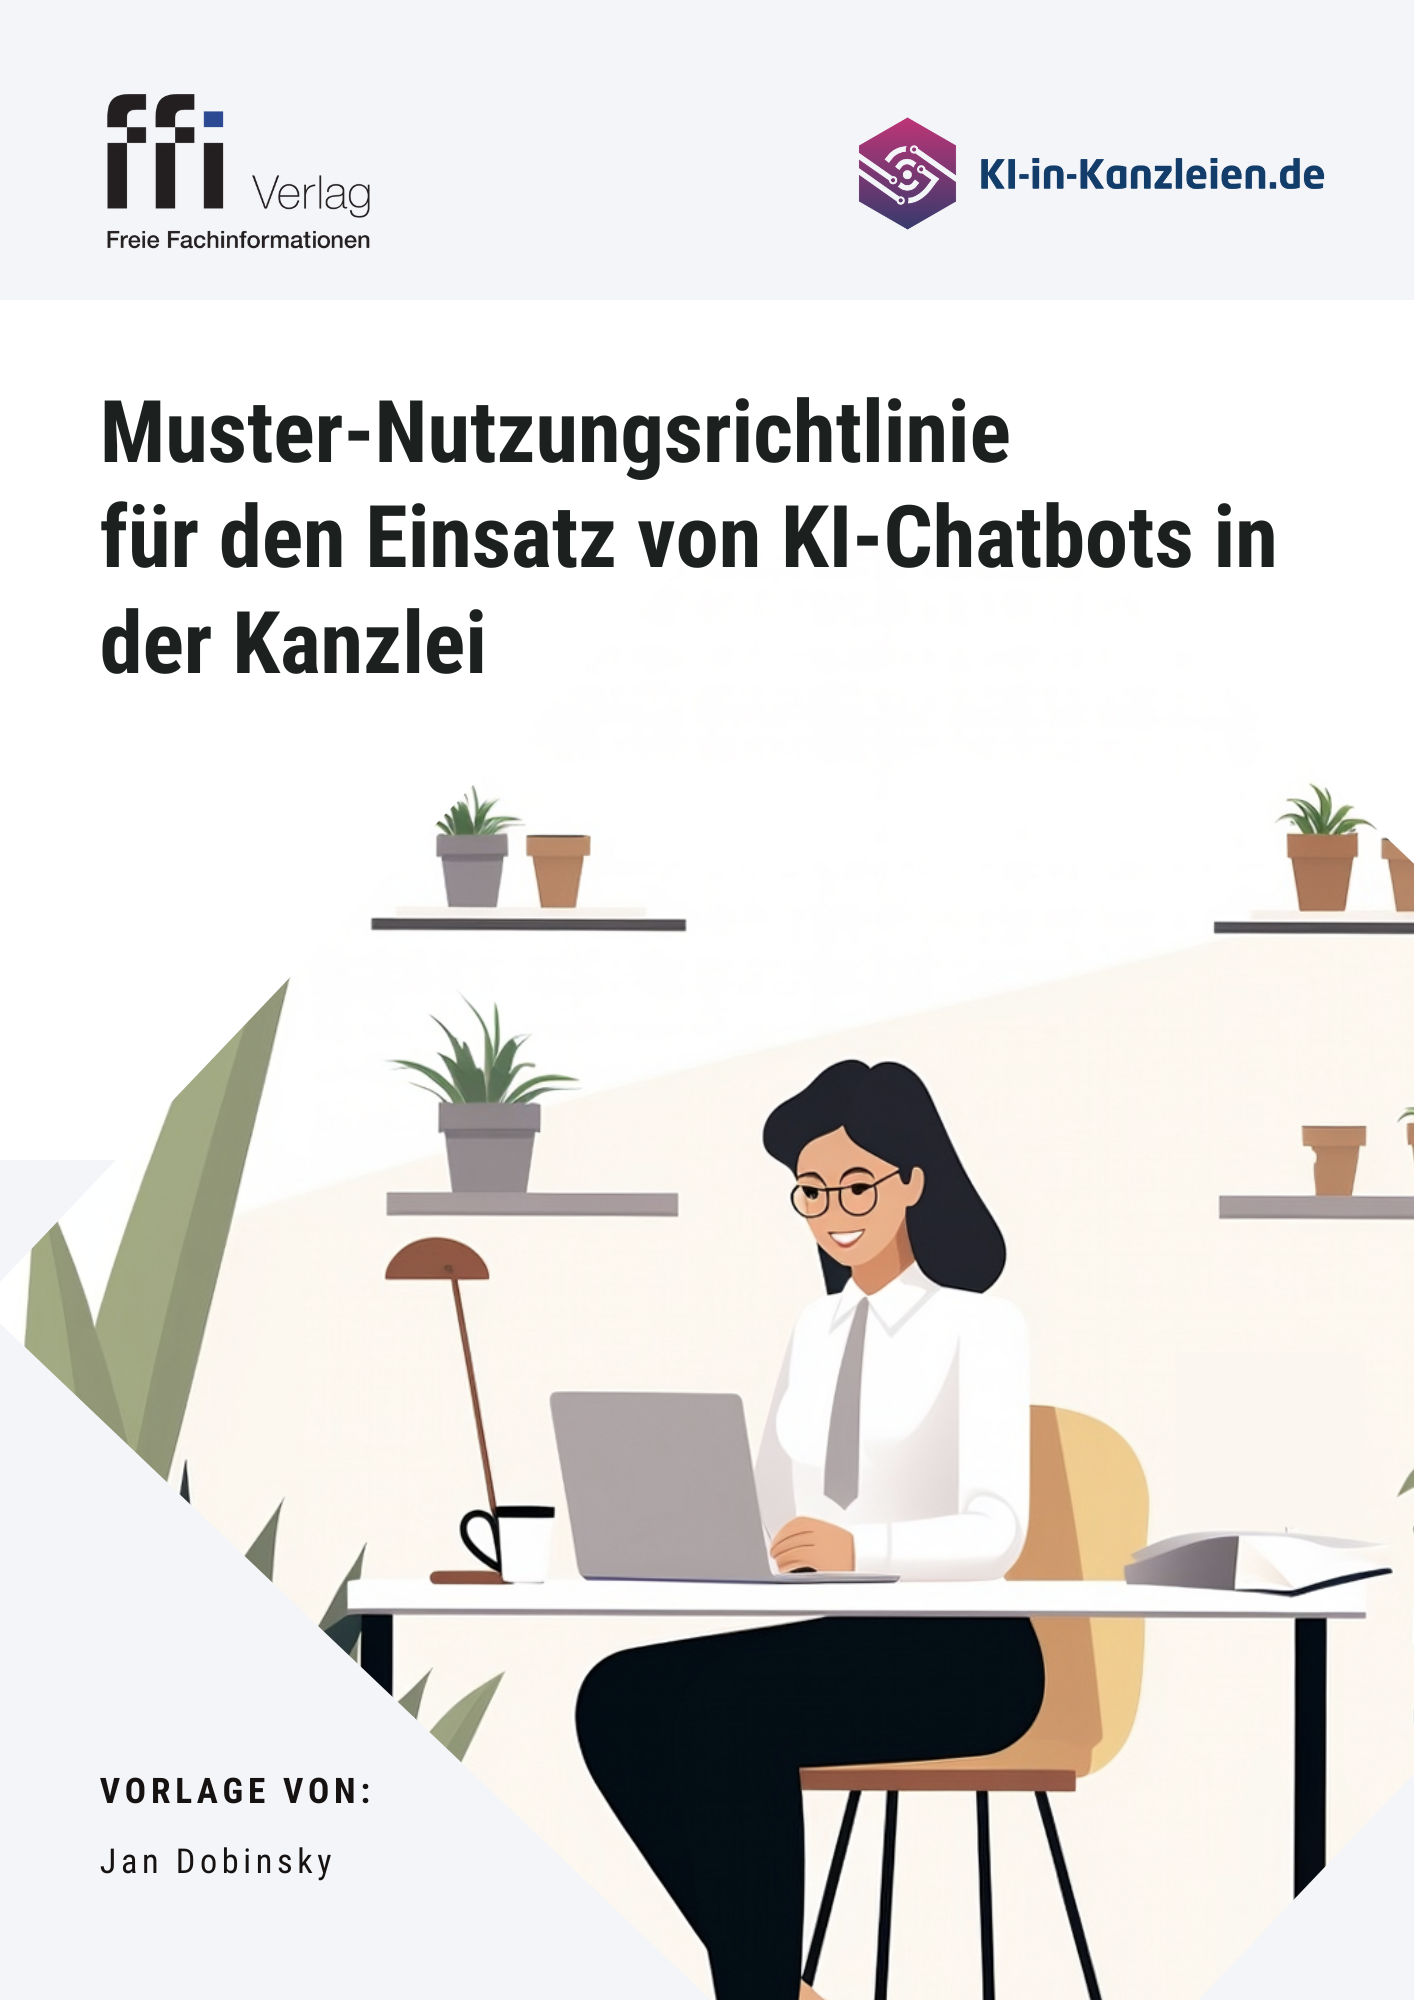 ffi Verlag
Freie Fachinformationen
KI-in-Kanzleien.de
Muster-Nutzungsrichtlinie
für den Einsatz von KI-Chatbots in
der Kanzlei
VORLAGE VON:
Jan Dobinsky